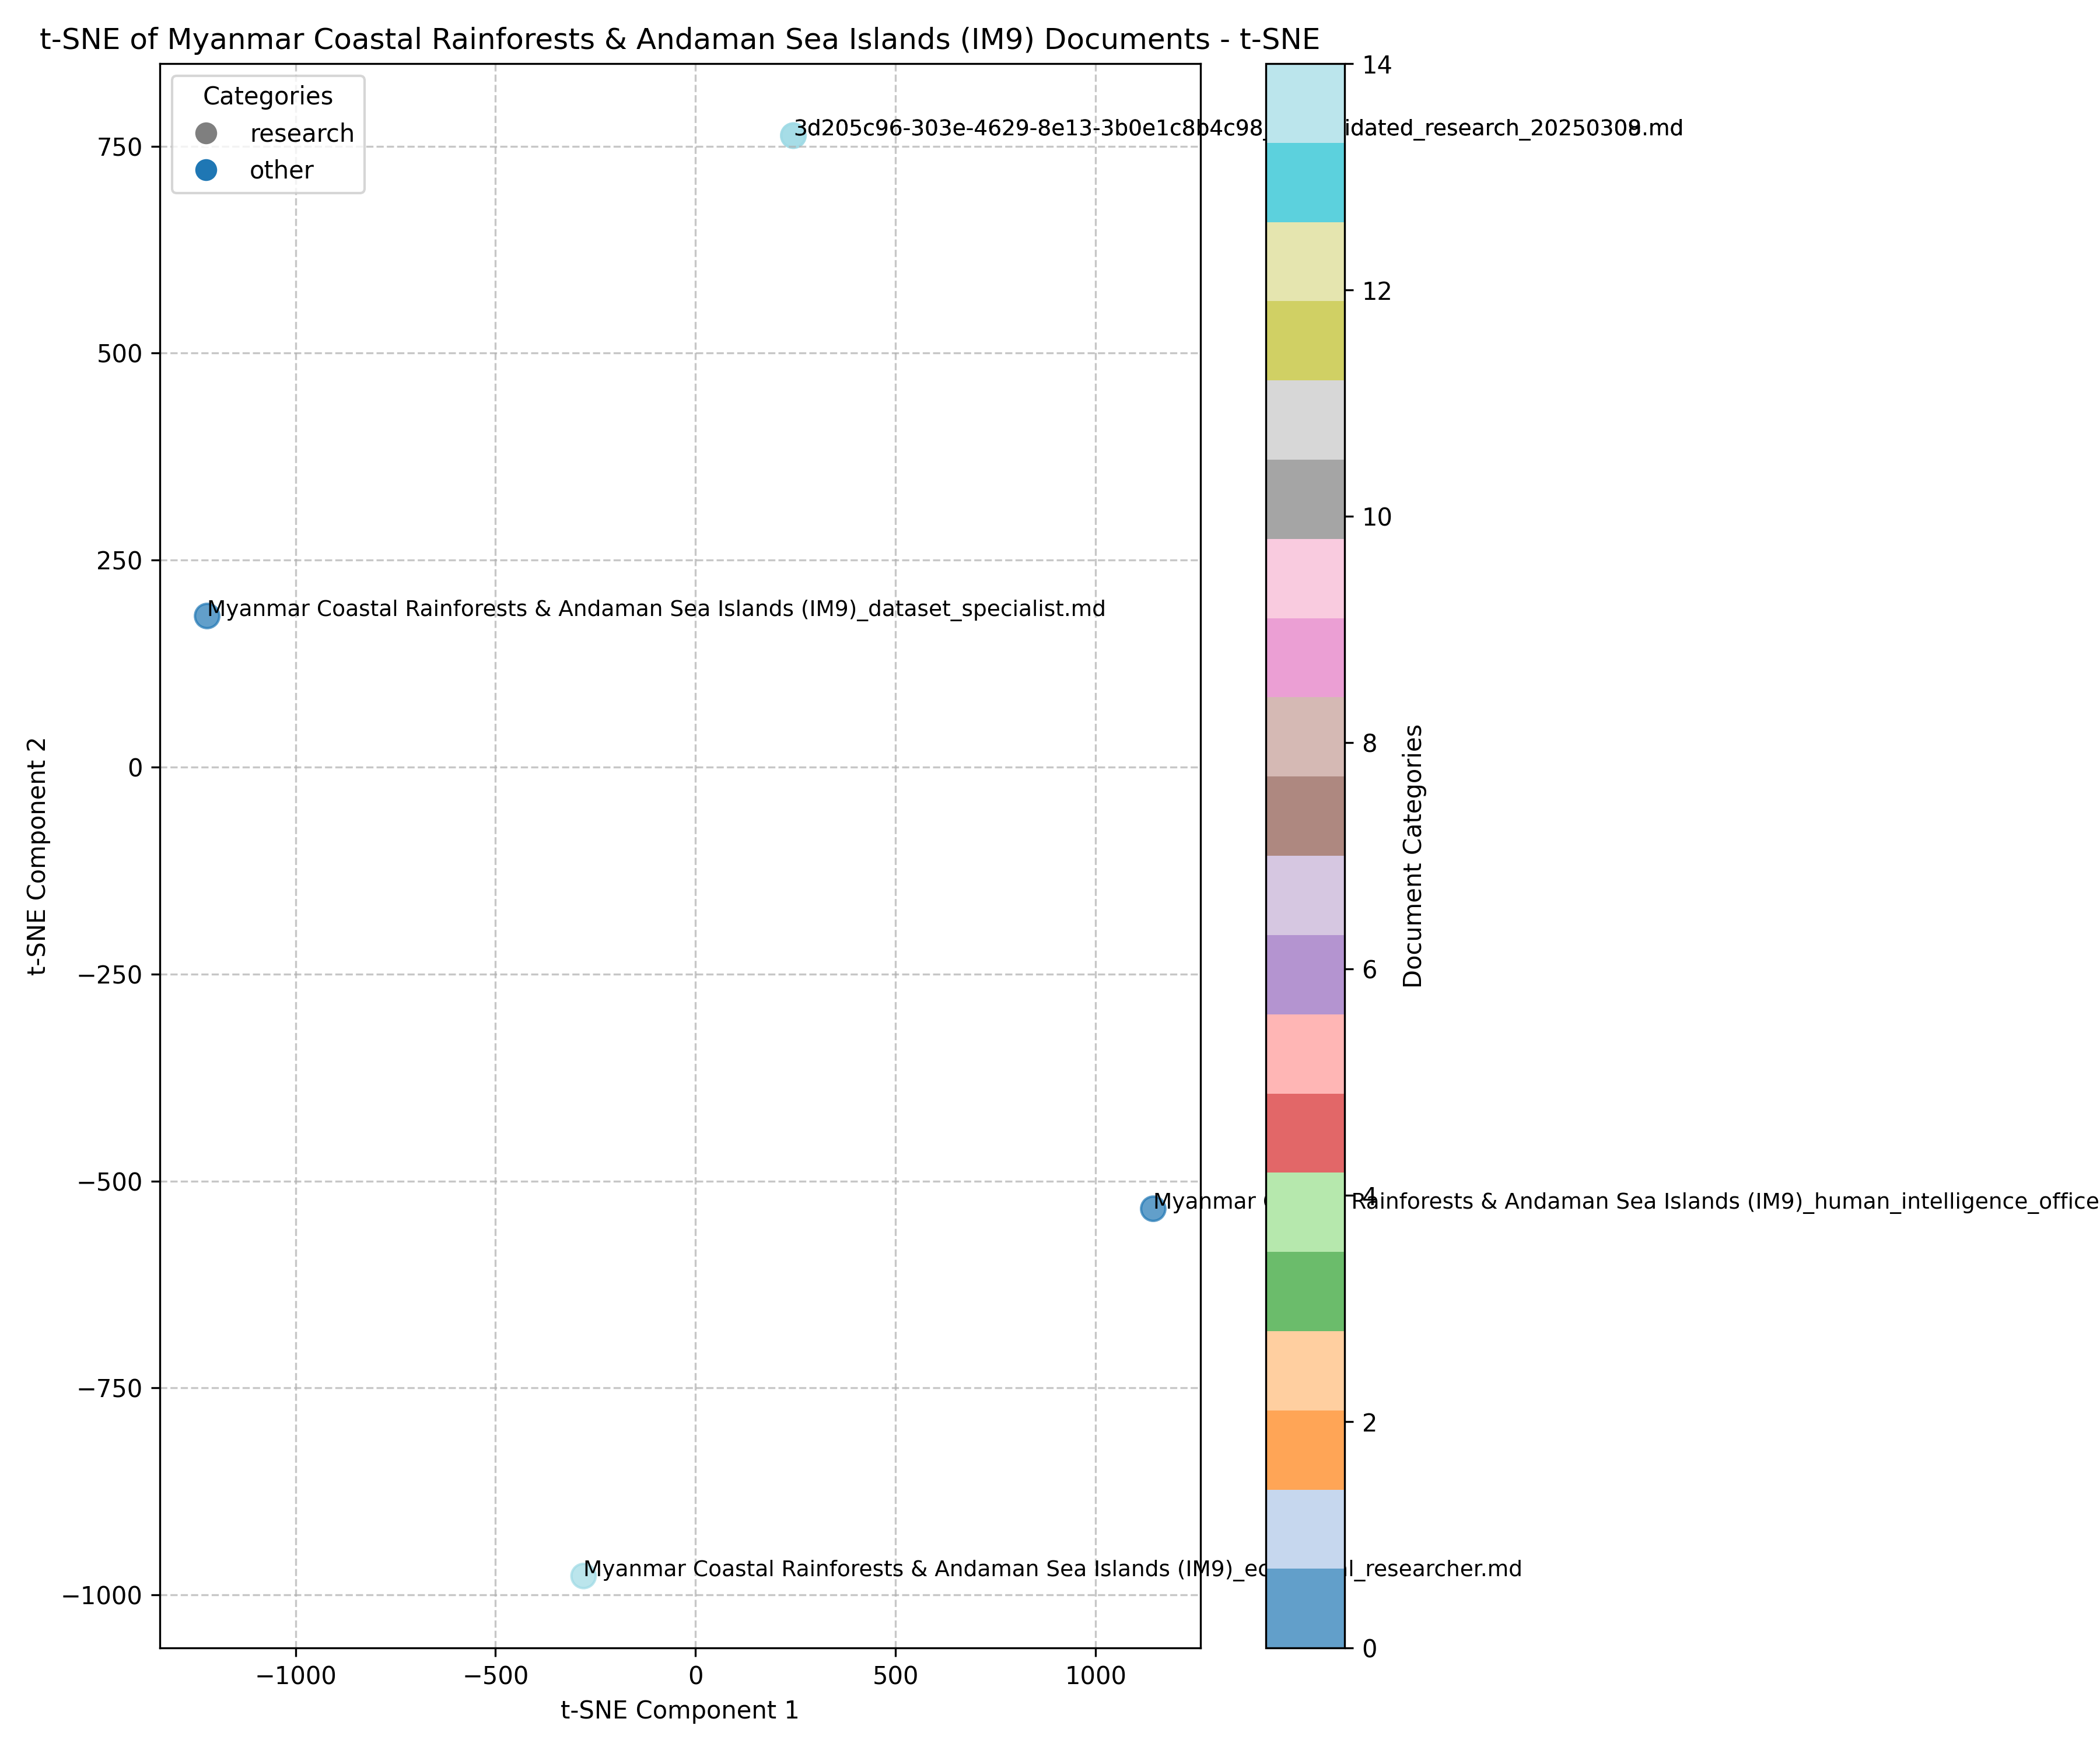 t-SNE of Myanmar Coastal Rainforests & Andaman Sea Islands (IM9) Documents - t-SNE
Categories
research
other
3d205c96-303e-4629-8e13-3b0e1c8b4c98_ idated_research_2025030 .md
Myanmar Coastal Rainforests & Andaman Sea Islands (IM9)_dataset_specialist.md
Myanmar Rainforests & Andaman Sea Islands (IM9)_human_intelligence_office
Myanmar Coastal Rainforests & Andaman Sea Islands (IM9)_ec l_researcher.md
750
500
250
0
−250
−500
−750
−1000
t-SNE Component 2
−1000
−500
0
500
1000
t-SNE Component 1
14
12
10
8
6
4
2
0
Document Categories